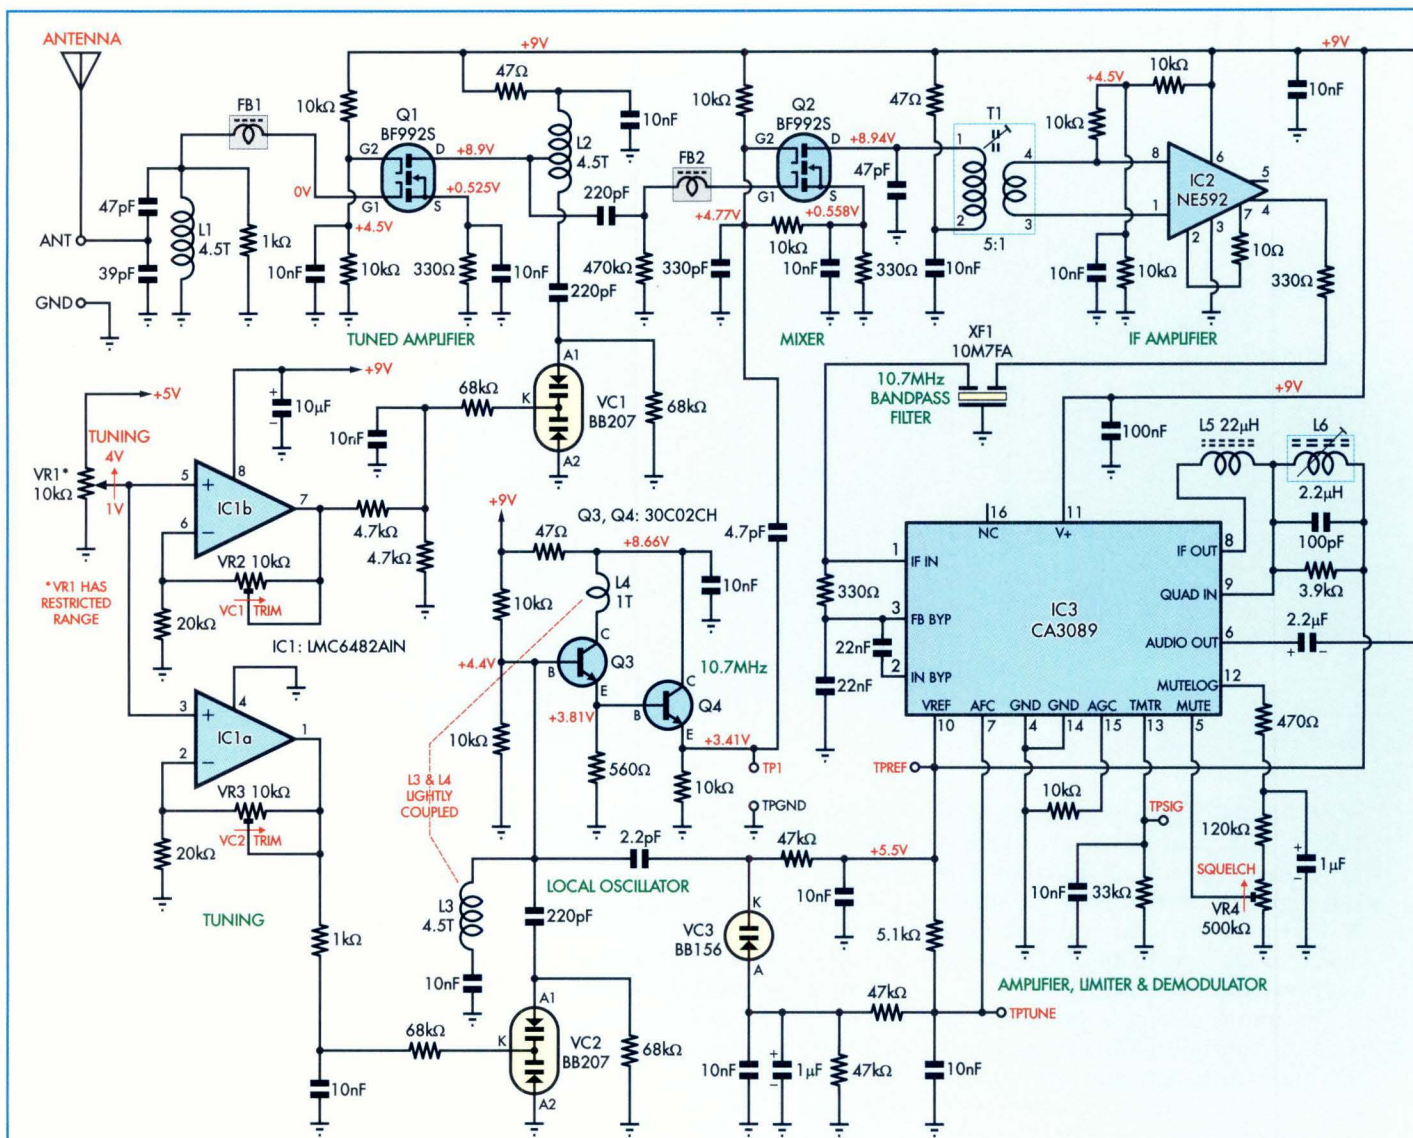 ANTENNA
+9V
+9V
47Ω
10kΩ
+4.5V
FB1
10kΩ
Q1
BF992S
10nF
10kΩ
Q2
BF992S
47Ω
T1
10kΩ
10nF
L2
4.5T
G2
D
+8.9V
FB2
G2
D
+8.94V
1
4
8
6
5
IC2
NE592
0V
G1
S
+0.525V
220pF
G1
S
47pF
47pF
L1
4.5T
1kΩ
+4.5V
+4.77V
+0.558V
2
3
1
2
3
7
4
ANT
10kΩ
5:1
10Ω
39pF
10nF
10kΩ
330Ω
10nF
470kΩ
330pF
10nF
330Ω
10nF
10nF
10kΩ
330Ω
GND
220pF
TUNED AMPLIFIER
MIXER
XF1
10M7FA
IF AMPLIFIER
+5V
+9V
A1
68kΩ
K
VC1
BB207
68kΩ
10.7MHz
BANDPASS
FILTER
+9V
10µF
+
−
10nF
A2
100nF
L5 22µH
L6
TUNING
4V
1V
VR1*
10kΩ
5
8
+
IC1b
7
6
−
4.7kΩ
4.7kΩ
+9V
Q3, Q4: 30C02CH
47Ω
+8.66V
4.7pF
2.2µH
100pF
3.9kΩ
VR2 10kΩ
VC1 TRIM
*VR1 HAS
RESTRICTED
RANGE
20kΩ
IC1: LMC6482AIN
L4
1T
10nF
10kΩ
16
NC
11
V+
1
IF IN
IF OUT
8
330Ω
3
FB BYP
IC3
CA3089
QUAD IN
9
22nF
2
IN BYP
AUDIO OUT
6
2.2µF
+
−
22nF
MUTELOG
12
VREF
AFC
GND
GND
AGC
TMTR
MUTE
10
7
4
14
15
13
5
470Ω
+4.4V
C
B
Q3
E
10.7MHz
C
B
Q4
E
+3.81V
+3.41V
3
4
+
IC1a
1
2
−
10kΩ
560Ω
10kΩ
TP1
TPGND
TPREF
VR3 10kΩ
VC2 TRIM
20kΩ
L3 & L4
LIGHTLY
COUPLED
10kΩ
TPSIG
120kΩ
+
1µF
−
2.2pF
47kΩ
+5.5V
TUNING
L3
4.5T
LOCAL OSCILLATOR
220pF
10nF
10nF
33kΩ
SQUELCH
VR4
500kΩ
1kΩ
K
VC3
BB156
A
5.1kΩ
10nF
AMPLIFIER, LIMITER & DEMODULATOR
A1
47kΩ
TPTUNE
68kΩ
K
VC2
BB207
68kΩ
A2
10nF
10nF
+
1µF
−
47kΩ
10nF